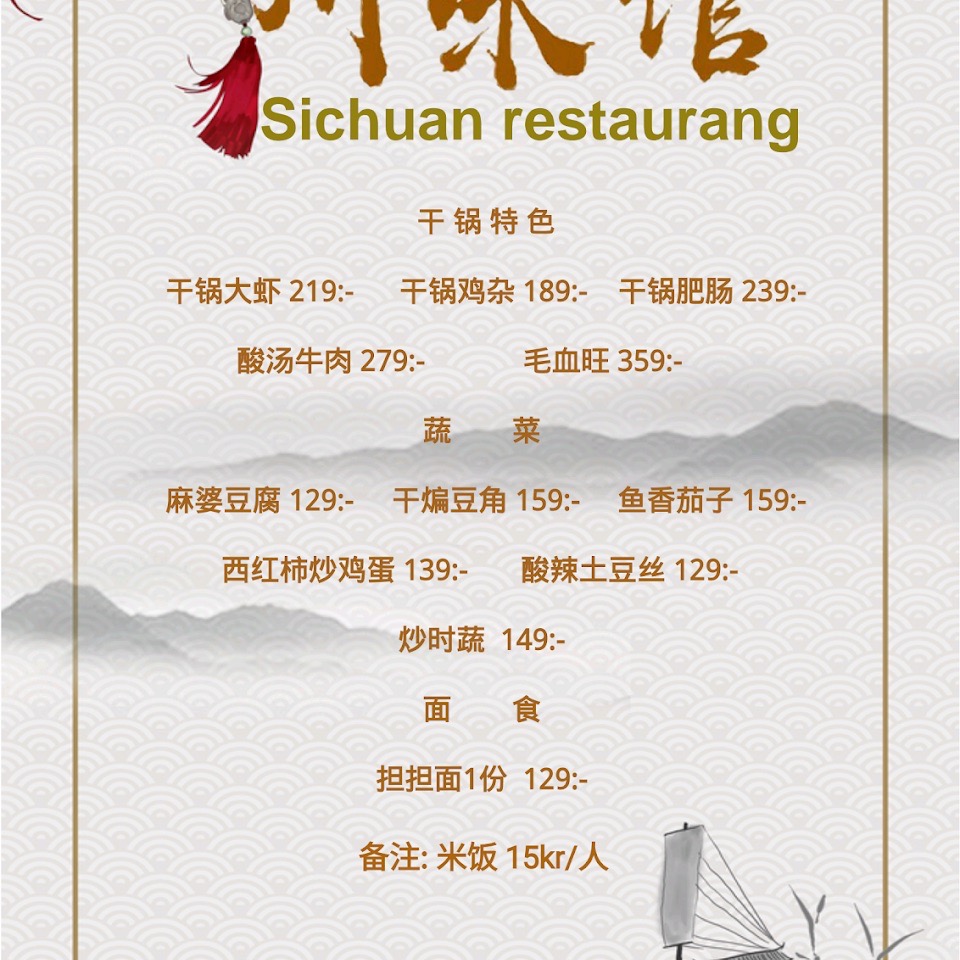 川味馆
Sichuan restaurang
干锅特色
干锅大虾 219:- 干锅鸡杂 189:- 干锅肥肠 239:-
酸汤牛肉 279:- 毛血旺 359:-
蔬 菜
麻婆豆腐 129:- 干煸豆角 159:- 鱼香茄子 159:-
西红柿炒鸡蛋 139:- 酸辣土豆丝 129:-
炒时蔬 149:-
面 食
担担面1份 129:-
备注: 米饭 15kr/人